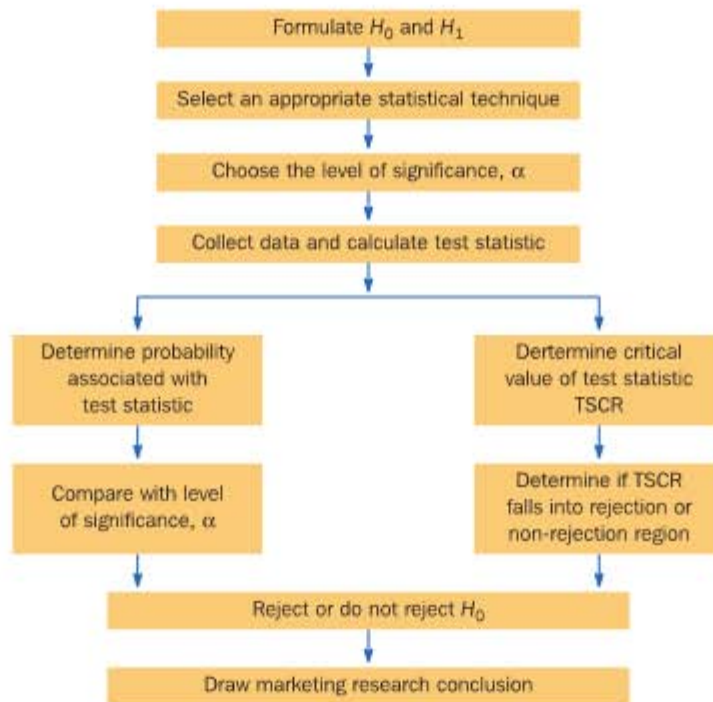 Formulate H0 and H1
Select an appropriate statistical technique
Choose the level of significance, α
Collect data and calculate test statistic
Determine probability
associated with
test statistic
Dertermine critical
value of test statistic
TSCR
Compare with level
of significance, α
Determine if TSCR
falls into rejection or
non-rejection region
Reject or do not reject H0
Draw marketing research conclusion